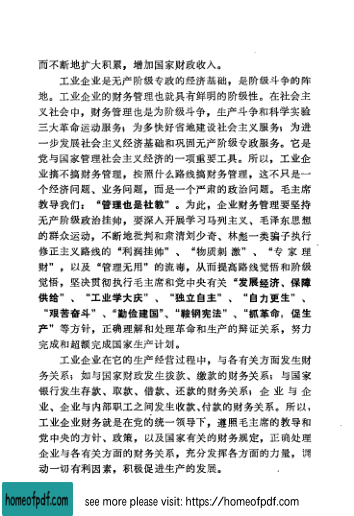 而不断地扩大积累，增加国家财政收入。
工业企业是无产阶级专政的经济基础，是阶级斗争的阵
地。工业企业的财务管理也就具有鲜明的阶级性。在社会主
义社会中，财务管理也是为阶级斗争，生产斗争和科学实验
三大革命运动服务；为多快好省地建设社会主义服务；为进
一步发展社会主义经济基础和巩固无产阶级专政服务。它是
党与国家管理社会主义经济的一项重要工具。所以，工业企
业搞不搞财务管理，按照什么路线搞财务管理，这不只是一
个经济问题、业务问题，而是一个严肃的政治问题。毛主席
教导我们：“管理也是社教”。为此，企业财务管理要坚持
无产阶级政治挂帅，要深入开展学习马列主义、毛泽东思想
的群众运动，不断地批判和肃清刘少奇、林彪一类骗子执行
修正主义路线的“利润挂帅”、“物质刺激”、“专家理
财”，以及“管理无用”的流毒，从而提高路线觉悟和阶级
觉悟，坚决贯彻执行毛主席和党中央有关“发展经济、保障
供给”、“工业学大庆”、“独立自主”、“自力更生”、
“艰苦奋斗”、“勤俭建国”、“鞍钢宪法”、“抓革命，促生
产”等方针，正确理解和处理革命和生产的辩证关系，努力
完成和超额完成国家生产计划。
工业企业在它的生产经营过程中，与各有关方面发生财
务关系；如与国家财政发生拨款、缴款的财务关系；与国家
银行发生存款、取款、借款、还款的财务关系；企业与企
业、企业与内部职工之间发生收款、付款的财务关系。所以，
工业企业财务就是在党的统一领导下，遵照毛主席的教导和
党中央的方针、政策，以及国家有关的财务规定，正确处理
企业与各有关方面的财务关系，充分发挥各方面的力量，调
动一切有利因素，积极促进生产的发展。
homeofpdf.com
see more please visit: https://homeofpdf.com